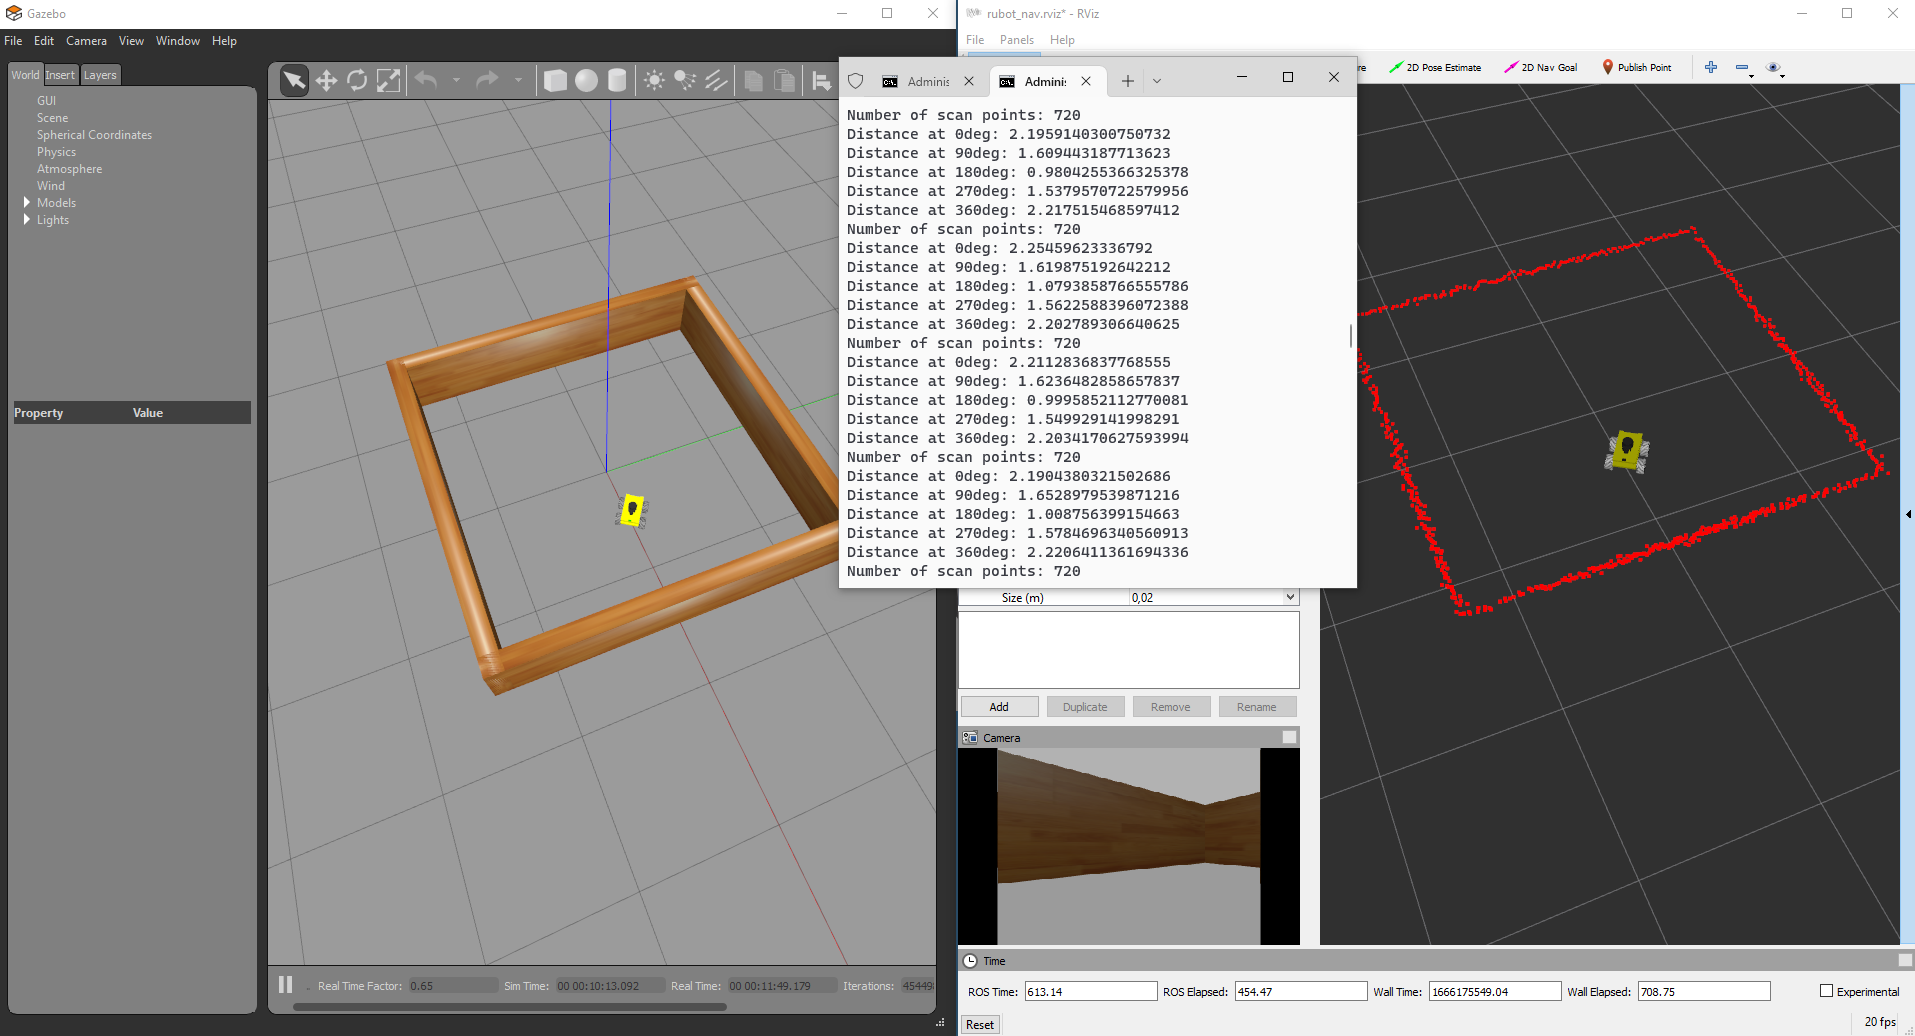 Gazebo
File Edit Camera View Window Help
World Insert Layers
GUI
Scene
Spherical Coordinates
Physics
Atmosphere
Wind
Models
Lights
Property Value
Real Time Factor: 0.65 Sim Time: 00 00:10:13.092 Real Time: 00 00:11:49.179 Iterations:
rubot_nav.rviz* - RViz
File Panels Help
2D Pose Estimate 2D Nav Goal Publish Point
Adminis Adminis
Number of scan points: 720
Distance at 0deg: 2.1959140300750732
Distance at 90deg: 1.609443187713623
Distance at 180deg: 0.9804255366325378
Distance at 270deg: 1.5379570722579956
Distance at 360deg: 2.217515468597412
Number of scan points: 720
Distance at 0deg: 2.25459623336792
Distance at 90deg: 1.619875192642212
Distance at 180deg: 1.0793858766555786
Distance at 270deg: 1.5622588396072388
Distance at 360deg: 2.202789306640625
Number of scan points: 720
Distance at 0deg: 2.2112836837768555
Distance at 90deg: 1.6236482858657837
Distance at 180deg: 0.9995852112770081
Distance at 270deg: 1.549929141998291
Distance at 360deg: 2.2034170627593994
Number of scan points: 720
Distance at 0deg: 2.1904380321502686
Distance at 90deg: 1.6528979539871216
Distance at 180deg: 1.008756399154663
Distance at 270deg: 1.5784696340560913
Distance at 360deg: 2.2206411361694336
Number of scan points: 720
Size (m) 0,02
Add Duplicate Remove Rename
Camera
Time
ROS Time: 613.14 ROS Elapsed: 454.47 Wall Time: 1666175549.04 Wall Elapsed: 708.75 Experimental
Reset 20 fps